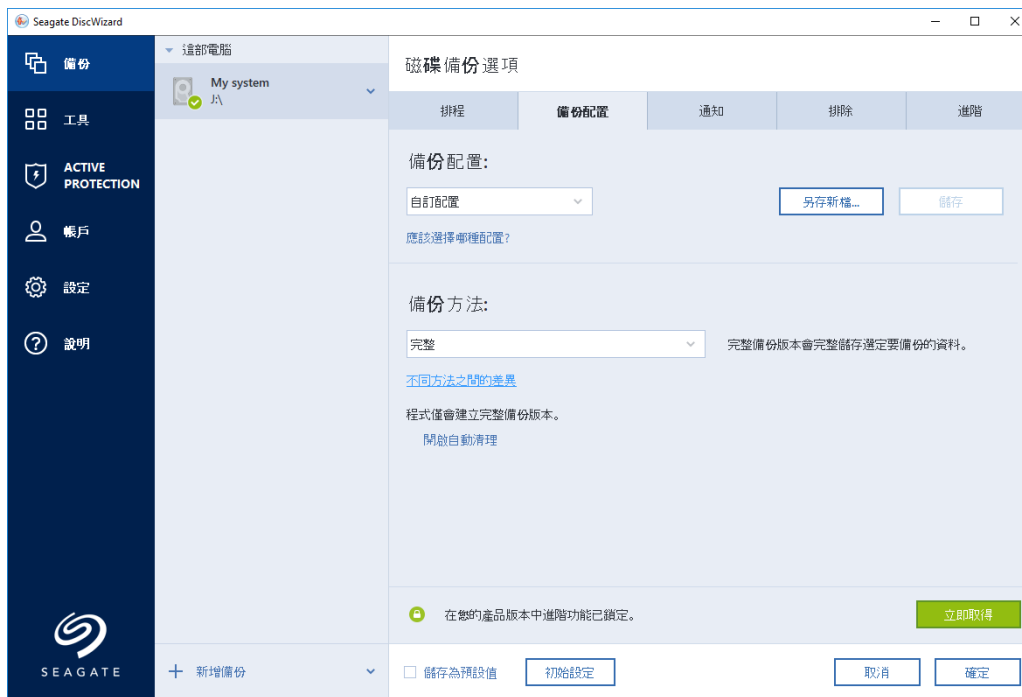 Seagate DiscWizard
備份
工具
ACTIVE
PROTECTION
帳戶
設定
說明
SEAGATE
這部電腦
My system
J:\
新增備份
磁碟備份選項
排程
備份配置
通知
排除
進階
備份配置:
自訂配置
另存新檔...
儲存
應該選擇哪種配置?
備份方法:
完整
完整備份版本會完整儲存選定要備份的資料。
不同方法之間的差異
程式僅會建立完整備份版本。
開啟自動清理
在您的產品版本中進階功能已鎖定。
立即取得
儲存為預設值
初始設定
取消
確定